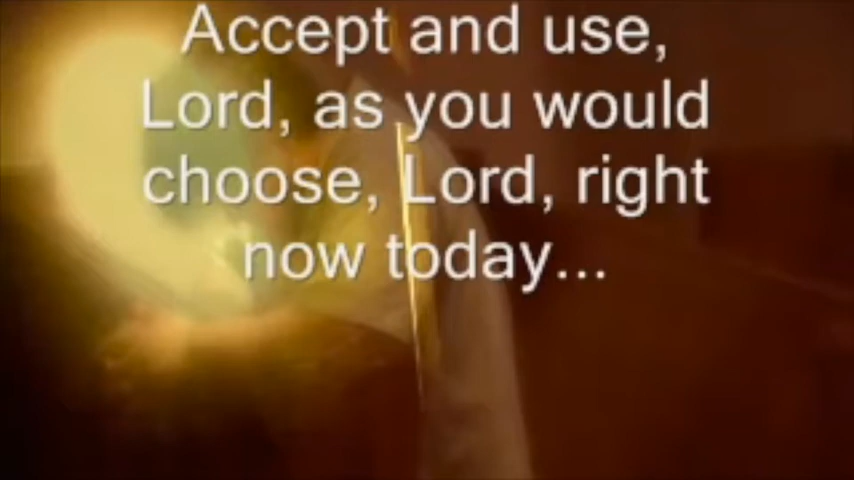 Accept and use,
Lord, as you would
choose, Lord, right
now today...